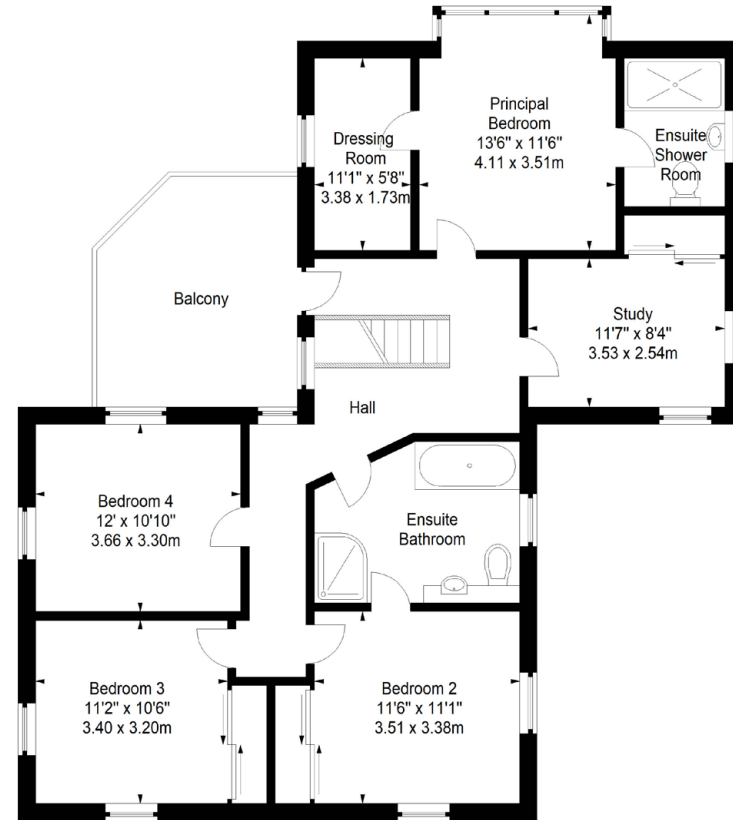 Principal
Bedroom
13'6" x 11'6"
4.11 x 3.51m
Dressing
Room
11'1" x 5'8"
3.38 x 1.73m
Ensuite
Shower
Room
Balcony
Study
11'7" x 8'4"
3.53 x 2.54m
Hall
Bedroom 4
12' x 10'10"
3.66 x 3.30m
Ensuite
Bathroom
Bedroom 3
11'2" x 10'6"
3.40 x 3.20m
Bedroom 2
11'6" x 11'1"
3.51 x 3.38m